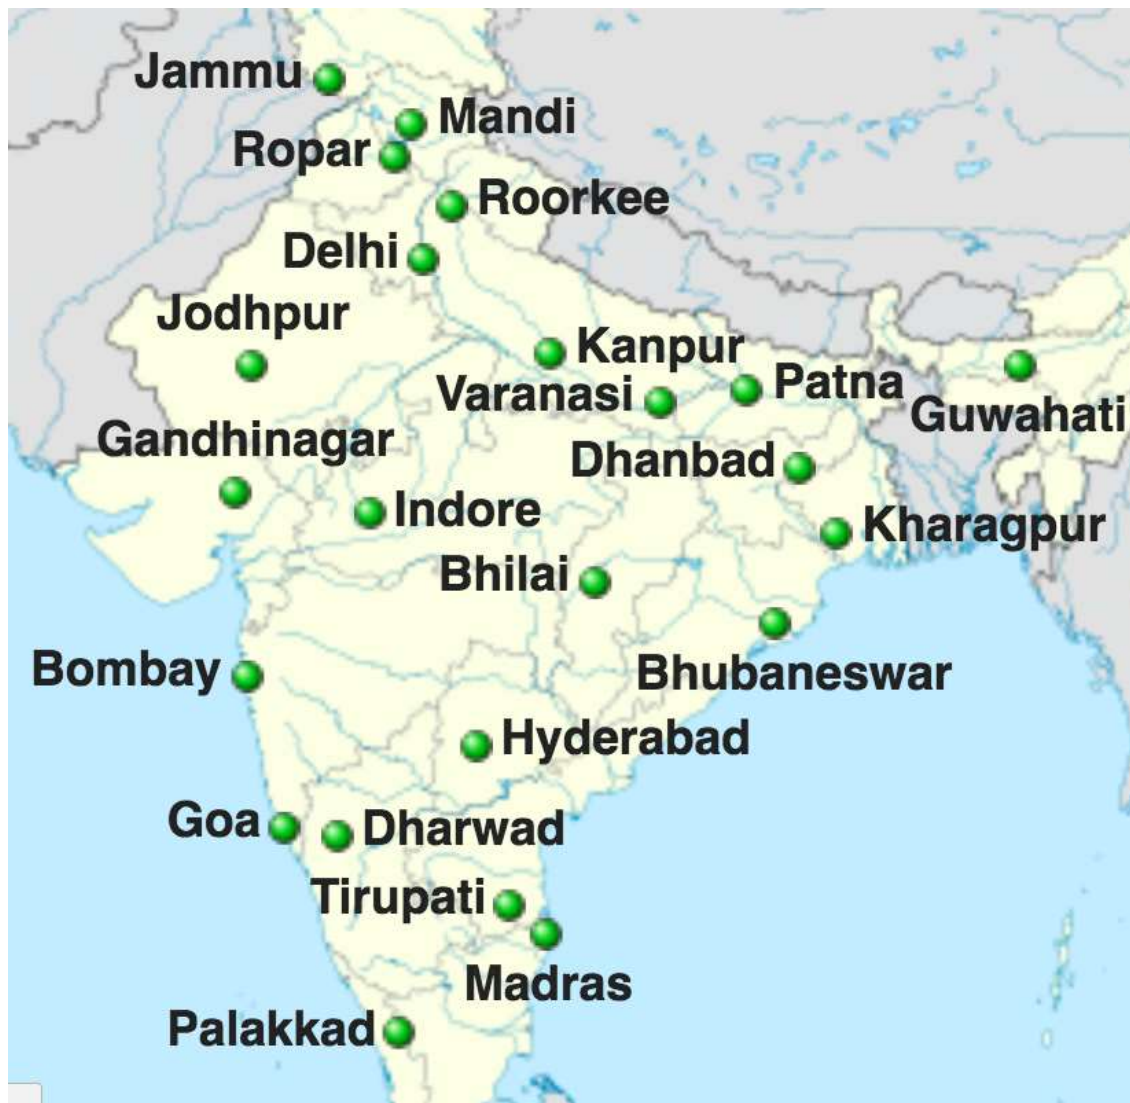 Jammu
Mandi
Ropar
Roorkee
Delhi
Jodhpur
Kanpur
Patna
Varanasi
Guwahati
Gandhinagar
Dhanbad
Indore
Kharagpur
Bhilai
Bombay
Bhubaneswar
Hyderabad
Goa
Dharwad
Tirupati
Madras
Palakkad